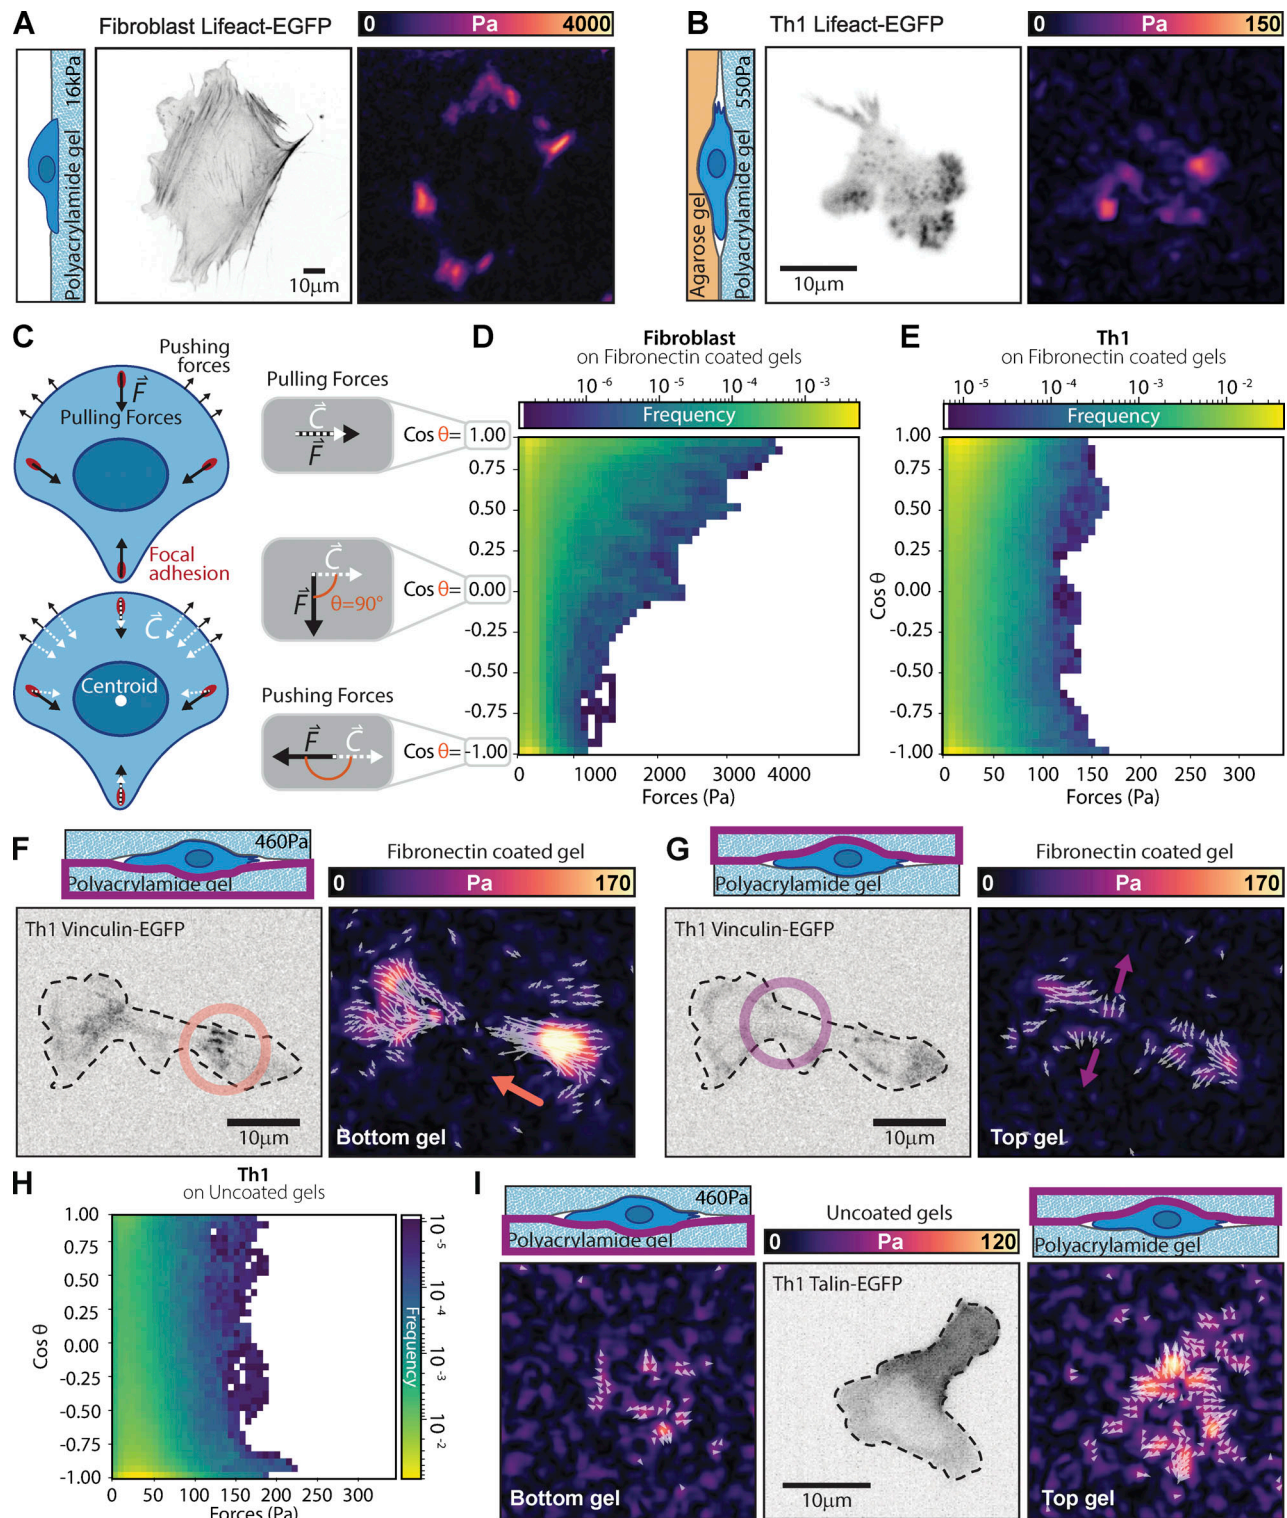 A
Fibroblast Lifeact-EGFP
0 Pa 4000
16kPa
Polyacrylamide gel
10μm
B
Th1 Lifeact-EGFP
0 Pa 150
Agarose gel
550Pa
Polyacrylamide gel
10μm
C
Pushing
forces
F
Pulling Forces
Focal
adhesion
C
Centroid
Pulling Forces
C
F
Cos θ= 1.00
C
F
θ=90°
Cos θ= 0.00
Pushing Forces
F C
Cos θ= -1.00
D
Fibroblast
on Fibronectin coated gels
10-6 10-5 10-4 10-3
Frequency
1.00
0.75
0.50
0.25
0.00
-0.25
-0.50
-0.75
-1.00
0 1000 2000 3000 4000
Forces (Pa)
E
Th1
on Fibronectin coated gels
10-5 10-4 10-3 10-2
Frequency
1.00
0.75
0.50
0.25
0.00
-0.25
-0.50
-0.75
-1.00
Cos θ
0 50 100 150 200 250 300
Forces (Pa)
F
460Pa
Polyacrylamide gel
Fibronectin coated gel
0 Pa 170
Th1 Vinculin-EGFP
10μm
Bottom gel
G
Polyacrylamide gel
Fibronectin coated gel
0 Pa 170
Th1 Vinculin-EGFP
10μm
Top gel
H
Th1
on Uncoated gels
1.00
0.75
0.50
0.25
0.00
-0.25
-0.50
-0.75
-1.00
Cos θ
0 50 100 150 200 250 300
Forces (Pa)
10-5
10-4
10-3
10-2
Frequency
I
460Pa
Polyacrylamide gel
Uncoated gels
0 Pa 120
Polyacrylamide gel
Bottom gel
Th1 Talin-EGFP
10μm
Top gel